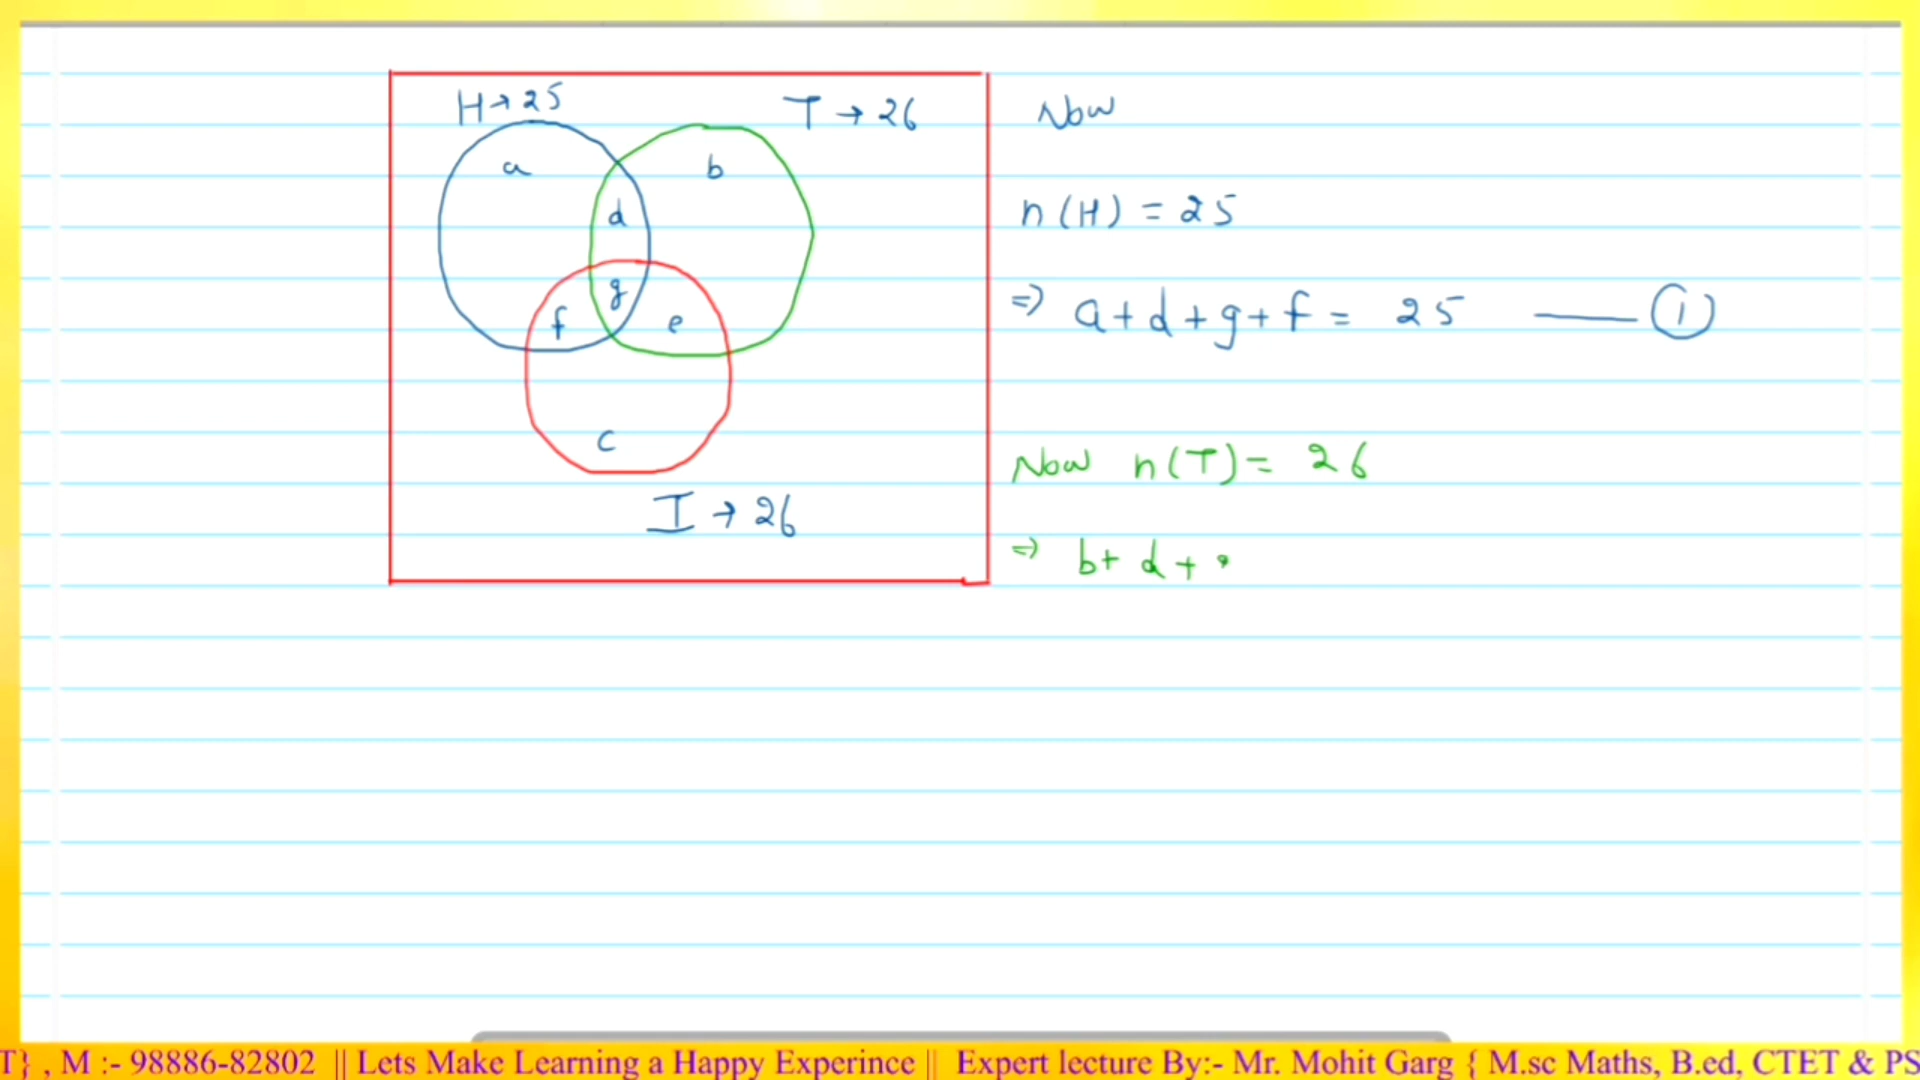 H → 25
T → 26
a
b
d
g
f
e
c
I → 26
Now
n(H) = 25
⇒ a+d+g+f = 25 —— ①
Now n(T) = 26
⇒ b+ d +
T} , M :- 98886-82802 || Lets Make Learning a Happy Experince || Expert lecture By:- Mr. Mohit Garg { M.sc Maths, B.ed, CTET & PS